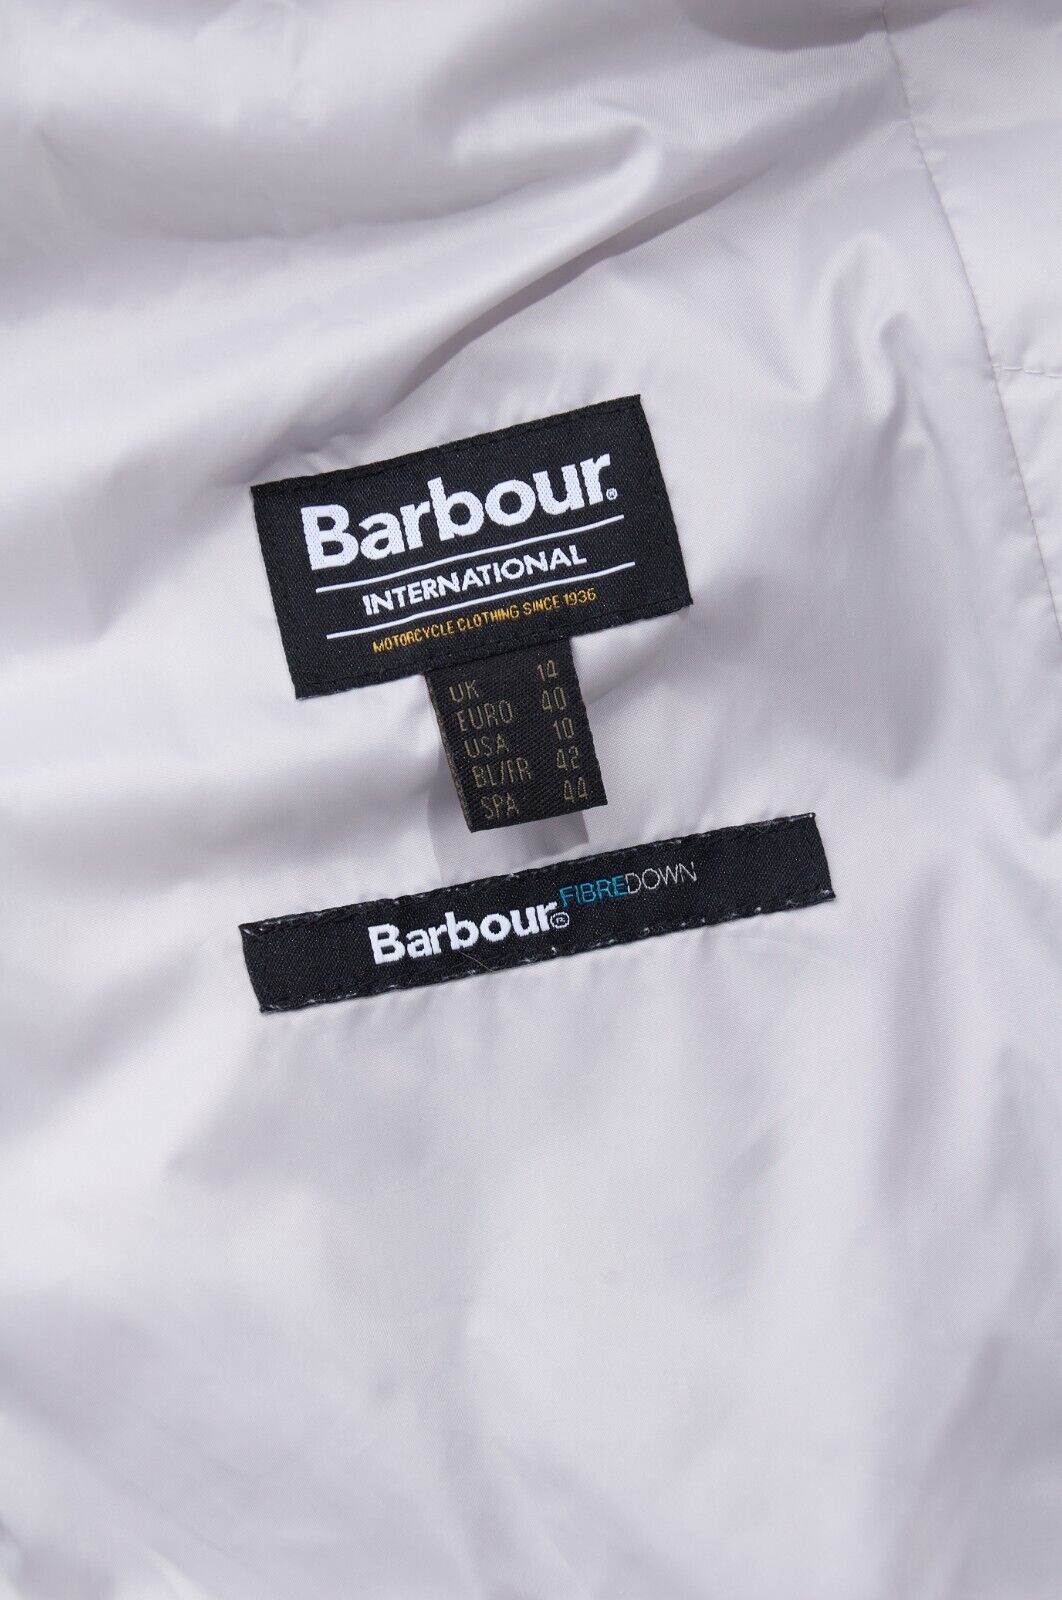 Barbour®
INTERNATIONAL
MOTORCYCLE CLOTHING SINCE 1936
UK 14
EURO 40
USA 10
BL/FR 42
SPA 44
Barbour® FIBREDOWN